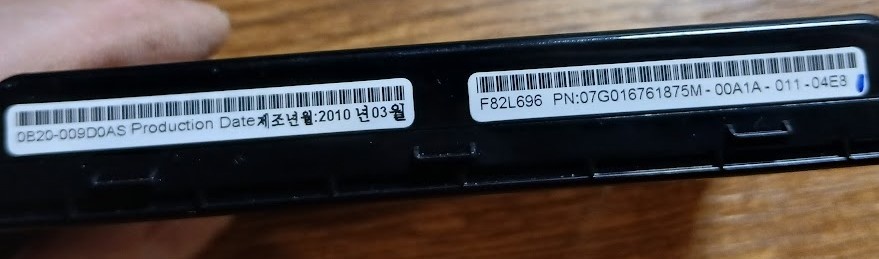 0B20-009D0AS Production Date제조년월:2010 년03월
F82L696 PN:07G016761875M-00A1A-011-04E8